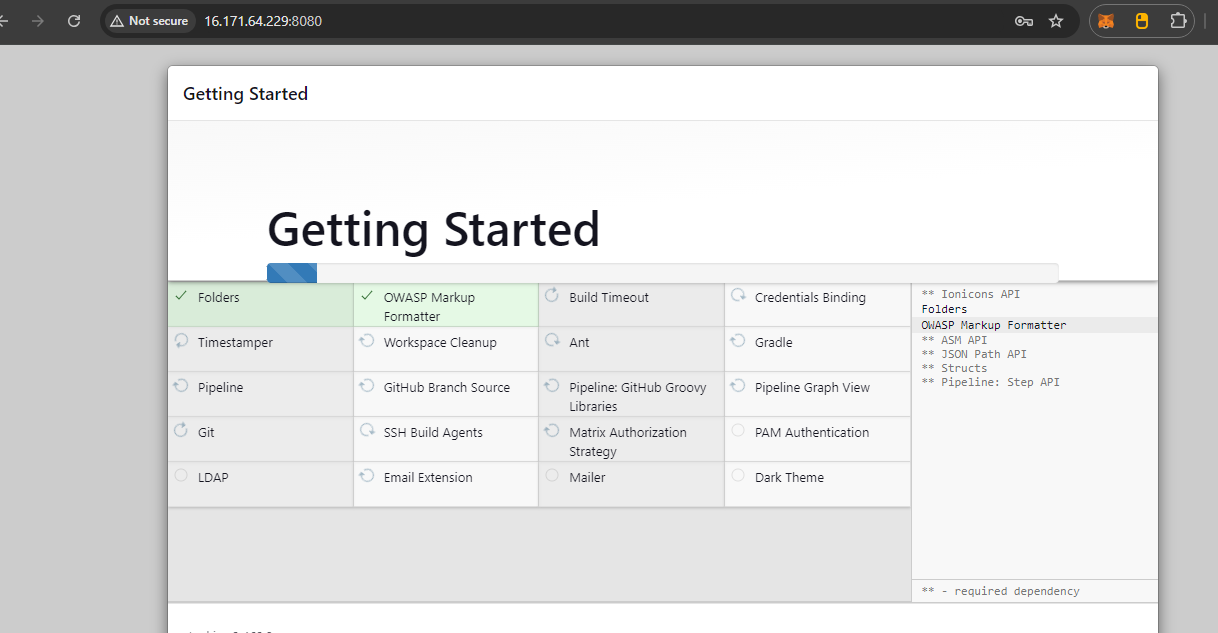 Not secure
16.171.64.229:8080
Getting Started
Getting Started
Folders
OWASP Markup
Formatter
Build Timeout
Credentials Binding
Timestamper
Workspace Cleanup
Ant
Gradle
Pipeline
GitHub Branch Source
Pipeline: GitHub Groovy
Libraries
Pipeline Graph View
Git
SSH Build Agents
Matrix Authorization
Strategy
PAM Authentication
LDAP
Email Extension
Mailer
Dark Theme
** Ionicons API
Folders
OWASP Markup Formatter
** ASM API
** JSON Path API
** Structs
** Pipeline: Step API
** - required dependency